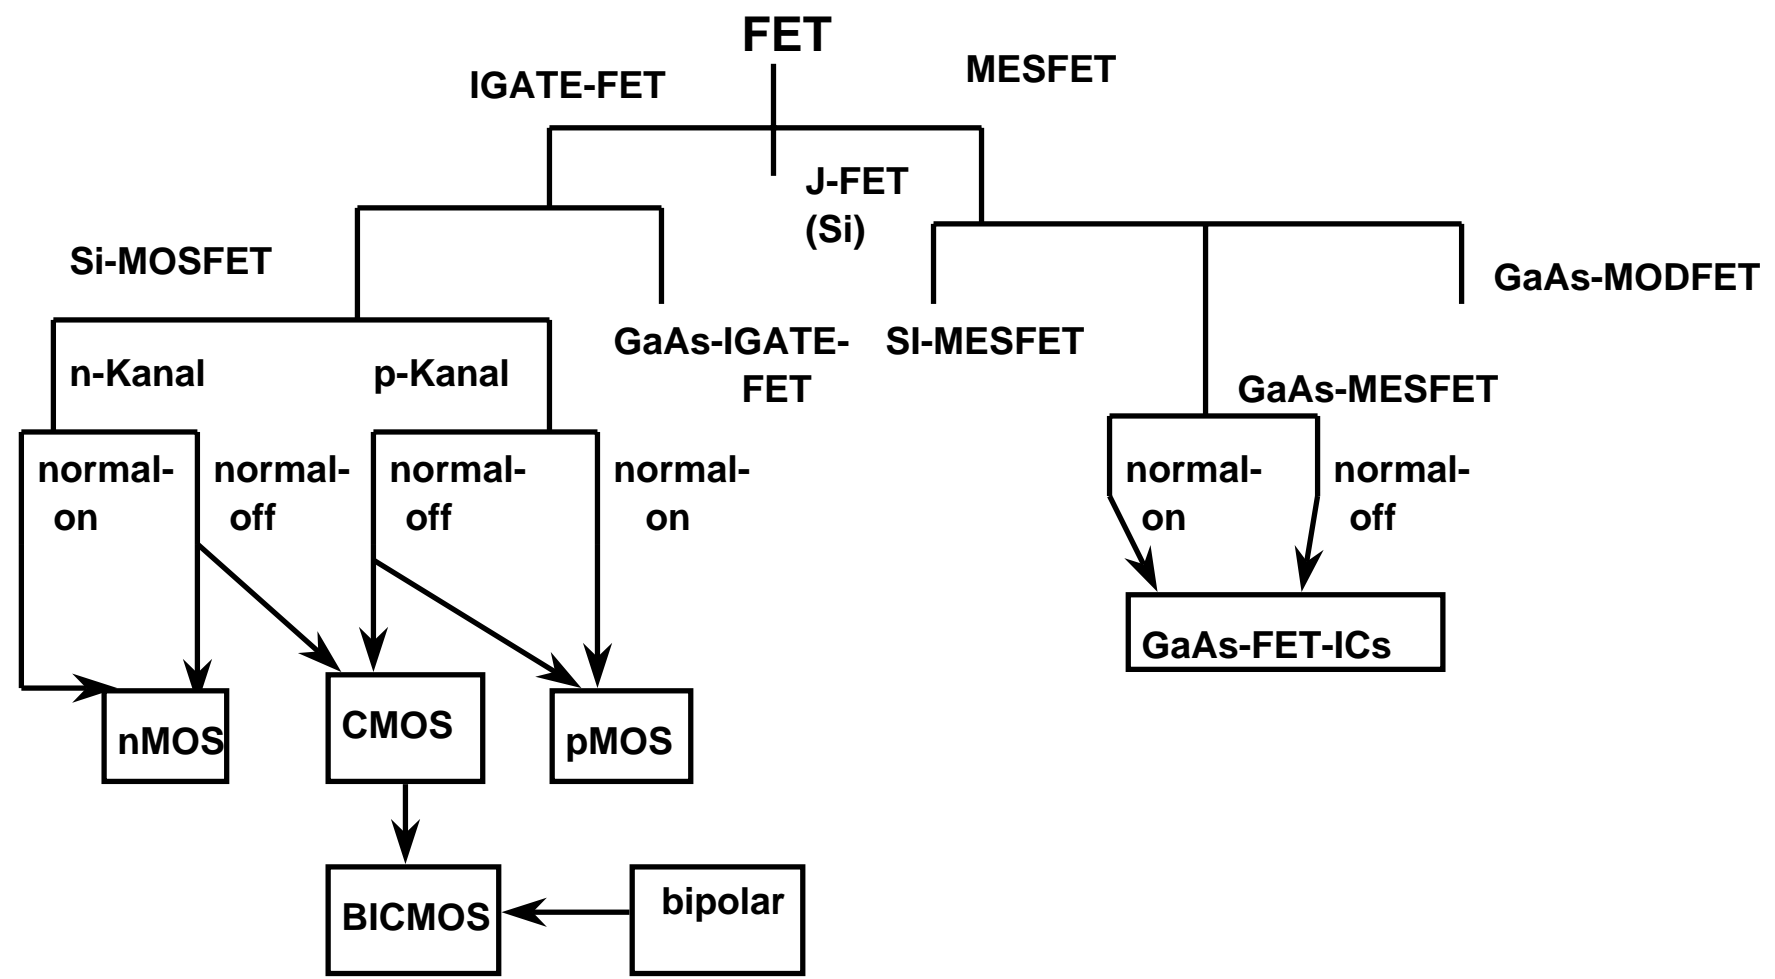 FET
IGATE-FET
MESFET
J-FET
(Si)
Si-MOSFET
GaAs-MODFET
GaAs-IGATE-
FET
SI-MESFET
n-Kanal
p-Kanal
GaAs-MESFET
normal-
on
normal-
off
normal-
off
normal-
on
normal-
on
normal-
off
GaAs-FET-ICs
nMOS
CMOS
pMOS
BICMOS
bipolar